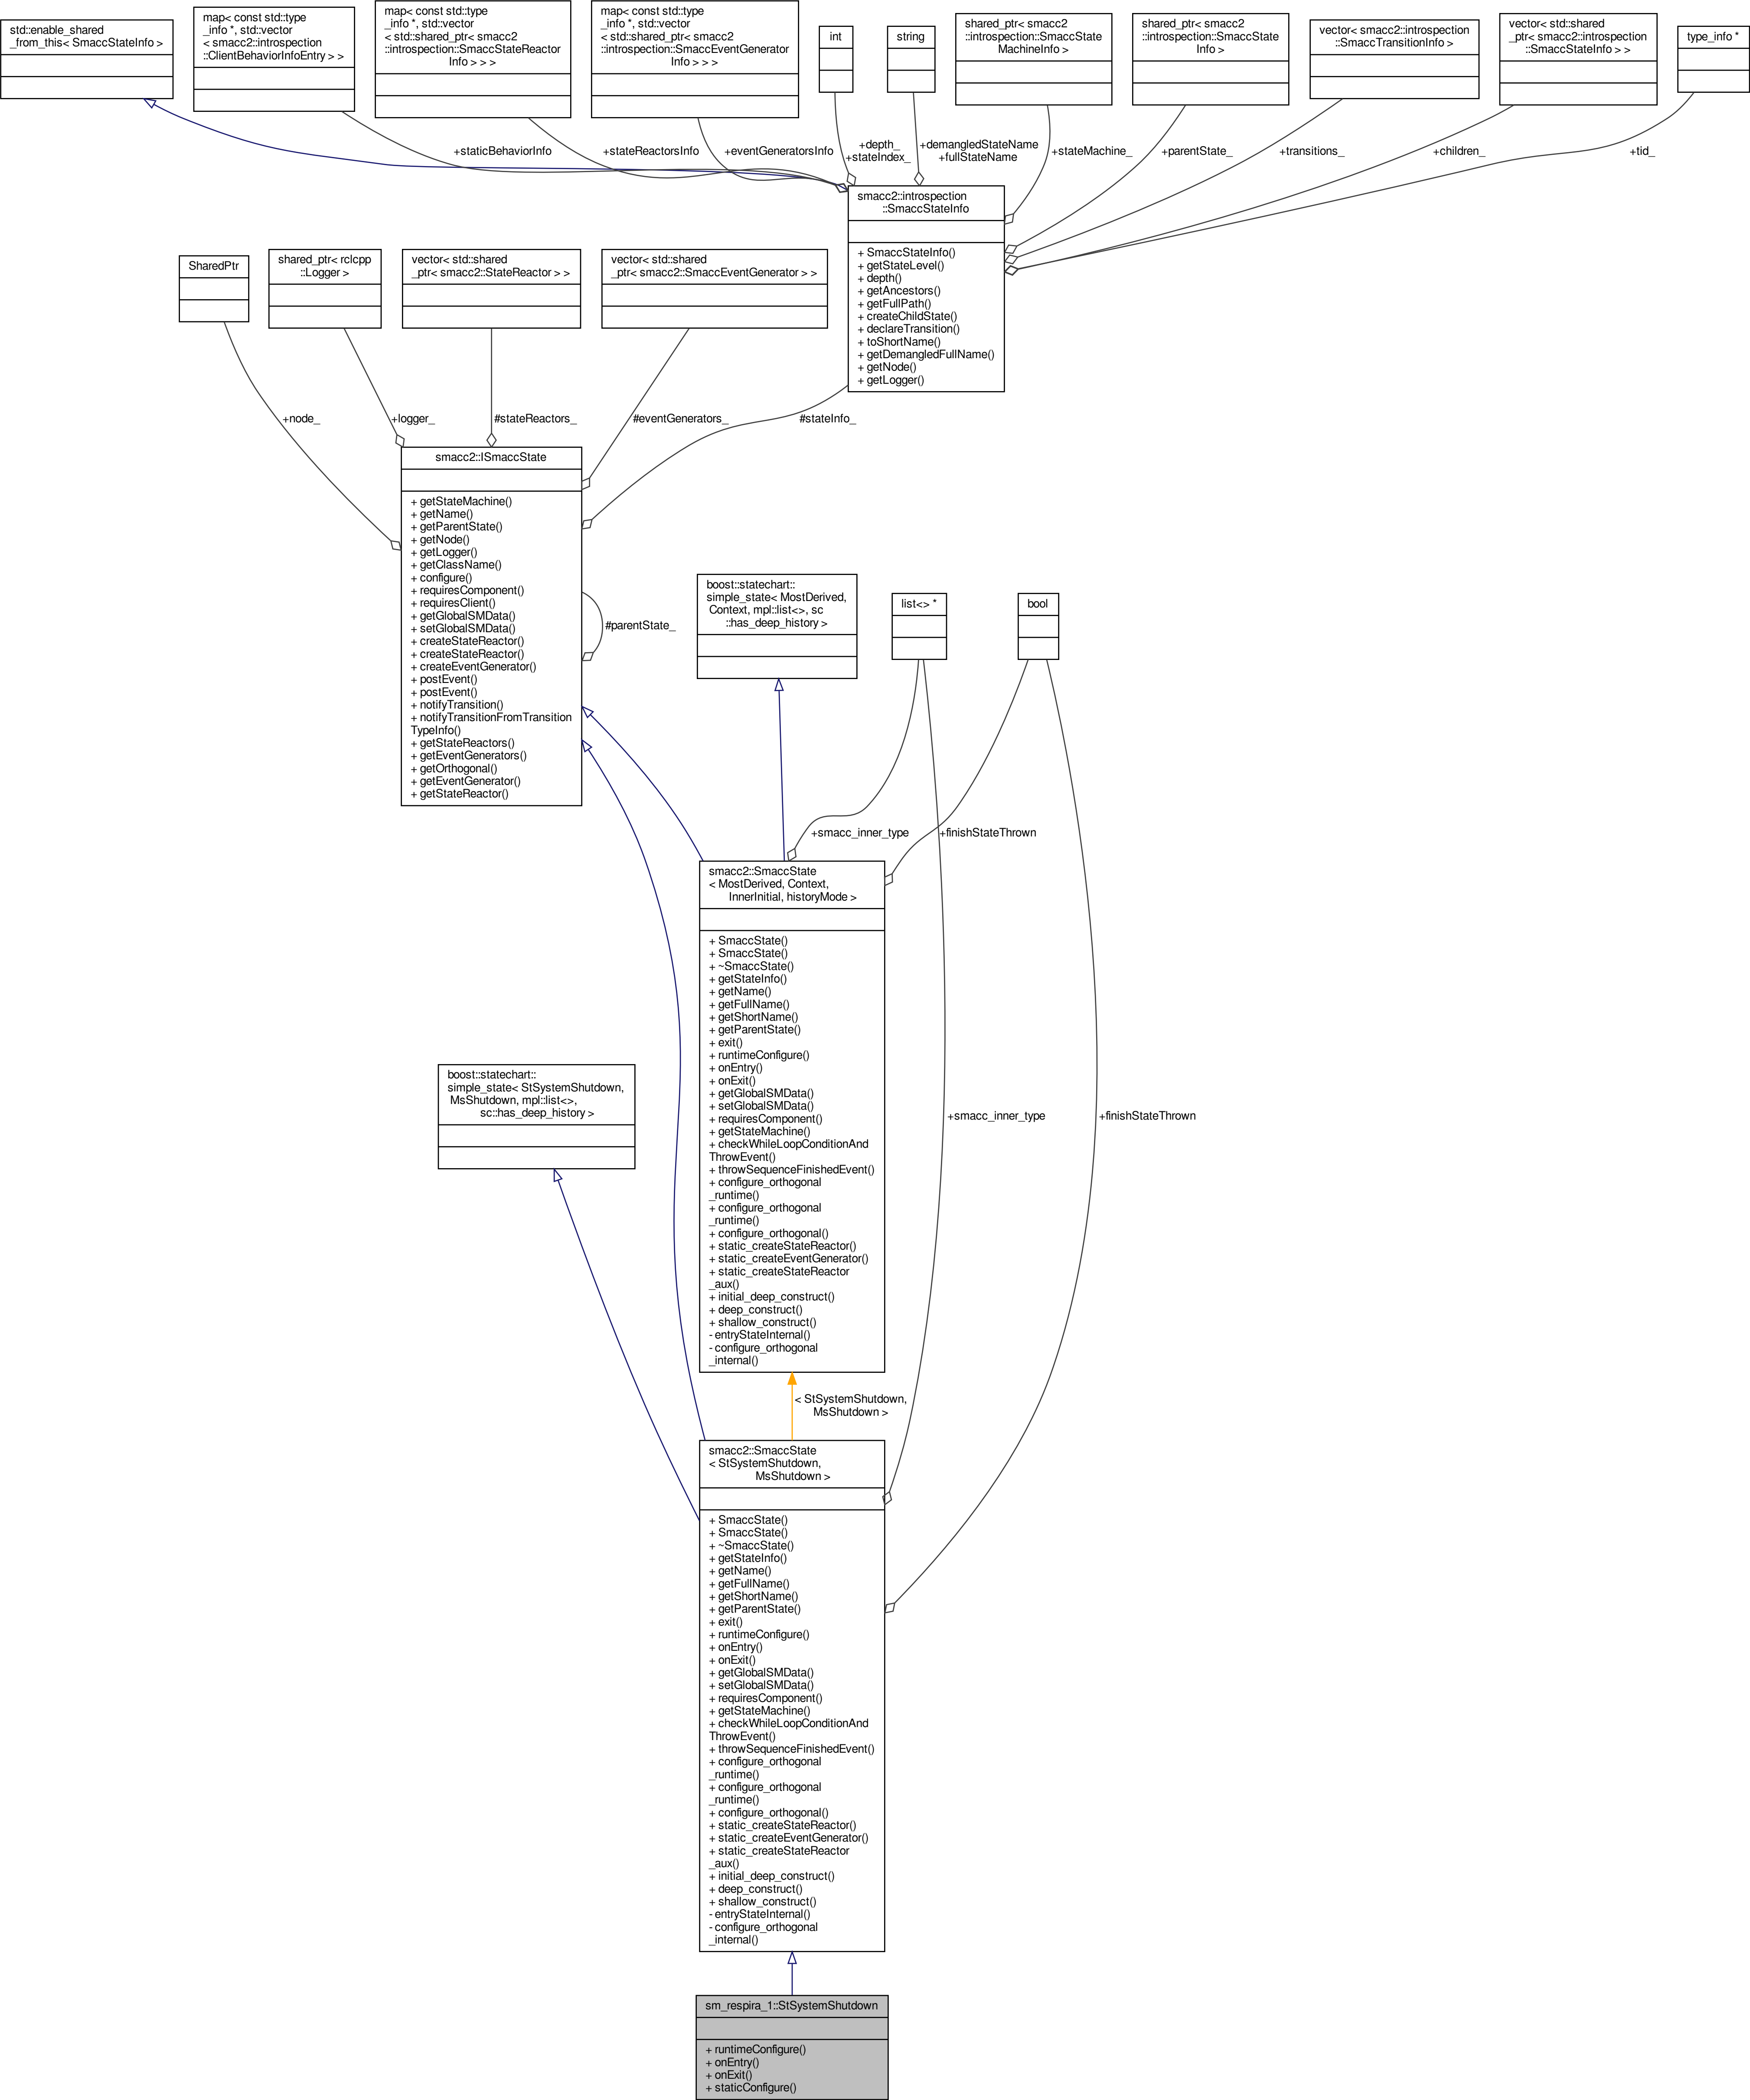 std::enable_shared
_from_this< SmaccStateInfo >
map< const std::type
_info *, std::vector
< smacc2::introspection
::ClientBehaviorInfoEntry > >
map< const std::type
_info *, std::vector
< std::shared_ptr< smacc2
::introspection::SmaccStateReactor
Info > > >
map< const std::type
_info *, std::vector
< std::shared_ptr< smacc2
::introspection::SmaccEventGenerator
Info > > >
int
string
shared_ptr< smacc2
::introspection::SmaccState
MachineInfo >
shared_ptr< smacc2
::introspection::SmaccState
Info >
vector< smacc2::introspection
::SmaccTransitionInfo >
vector< std::shared
_ptr< smacc2::introspection
::SmaccStateInfo > >
type_info *
+staticBehaviorInfo
+stateReactorsInfo
+eventGeneratorsInfo
+depth_
+stateIndex_
+demangledStateName
+fullStateName
+stateMachine_
+parentState_
+transitions_
+children_
+tid_
smacc2::introspection
::SmaccStateInfo
+ SmaccStateInfo()
+ getStateLevel()
+ depth()
+ getAncestors()
+ getFullPath()
+ createChildState()
+ declareTransition()
+ toShortName()
+ getDemangledFullName()
+ getNode()
+ getLogger()
SharedPtr
shared_ptr< rclcpp
::Logger >
vector< std::shared
_ptr< smacc2::StateReactor > >
vector< std::shared
_ptr< smacc2::SmaccEventGenerator > >
+node_
+logger_
#stateReactors_
#eventGenerators_
#stateInfo_
smacc2::ISmaccState
+ getStateMachine()
+ getName()
+ getParentState()
+ getNode()
+ getLogger()
+ getClassName()
+ configure()
+ requiresComponent()
+ requiresClient()
+ getGlobalSMData()
+ setGlobalSMData()
+ createStateReactor()
+ createStateReactor()
+ createEventGenerator()
+ postEvent()
+ postEvent()
+ notifyTransition()
+ notifyTransitionFromTransition
TypeInfo()
+ getStateReactors()
+ getEventGenerators()
+ getOrthogonal()
+ getEventGenerator()
+ getStateReactor()
#parentState_
boost::statechart::
simple_state< MostDerived,
Context, mpl::list<>, sc
::has_deep_history >
list<> *
bool
+smacc_inner_type
+finishStateThrown
smacc2::SmaccState
< MostDerived, Context,
InnerInitial, historyMode >
+ SmaccState()
+ SmaccState()
+ ~SmaccState()
+ getStateInfo()
+ getName()
+ getFullName()
+ getShortName()
+ getParentState()
+ exit()
+ runtimeConfigure()
+ onEntry()
+ onExit()
+ getGlobalSMData()
+ setGlobalSMData()
+ requiresComponent()
+ getStateMachine()
+ checkWhileLoopConditionAnd
ThrowEvent()
+ throwSequenceFinishedEvent()
+ configure_orthogonal
_runtime()
+ configure_orthogonal
_runtime()
+ configure_orthogonal()
+ static_createStateReactor()
+ static_createEventGenerator()
+ static_createStateReactor
_aux()
+ initial_deep_construct()
+ deep_construct()
+ shallow_construct()
- entryStateInternal()
- configure_orthogonal
_internal()
boost::statechart::
simple_state< StSystemShutdown,
MsShutdown, mpl::list<>,
sc::has_deep_history >
+smacc_inner_type
+finishStateThrown
< StSystemShutdown,
MsShutdown >
smacc2::SmaccState
< StSystemShutdown,
MsShutdown >
+ SmaccState()
+ SmaccState()
+ ~SmaccState()
+ getStateInfo()
+ getName()
+ getFullName()
+ getShortName()
+ getParentState()
+ exit()
+ runtimeConfigure()
+ onEntry()
+ onExit()
+ getGlobalSMData()
+ setGlobalSMData()
+ requiresComponent()
+ getStateMachine()
+ checkWhileLoopConditionAnd
ThrowEvent()
+ throwSequenceFinishedEvent()
+ configure_orthogonal
_runtime()
+ configure_orthogonal
_runtime()
+ configure_orthogonal()
+ static_createStateReactor()
+ static_createEventGenerator()
+ static_createStateReactor
_aux()
+ initial_deep_construct()
+ deep_construct()
+ shallow_construct()
- entryStateInternal()
- configure_orthogonal
_internal()
sm_respira_1::StSystemShutdown
+ runtimeConfigure()
+ onEntry()
+ onExit()
+ staticConfigure()